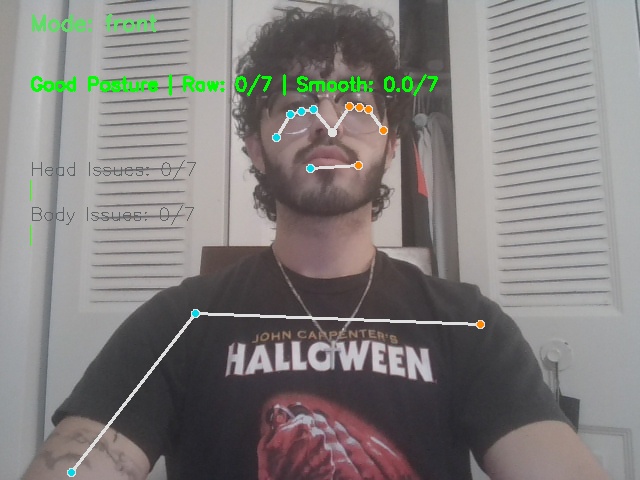 Mode: front
Good Posture | Raw: 0/7 | Smooth: 0.0/7
Head Issues: 0/7
Body Issues: 0/7
JOHN CARPENTER'S
HALLOWEEN